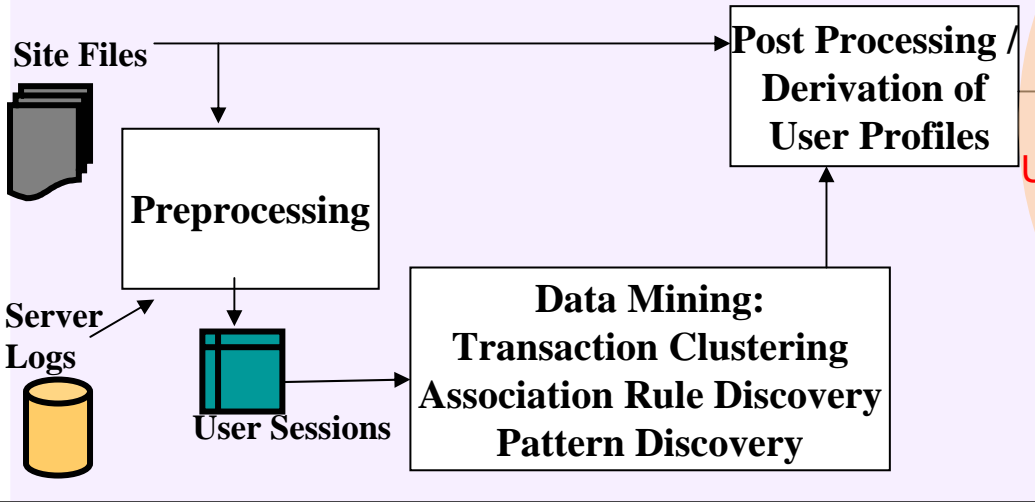 Site Files
Post Processing /
Derivation of
User Profiles
Preprocessing
Server
Logs
User Sessions
Data Mining:
Transaction Clustering
Association Rule Discovery
Pattern Discovery